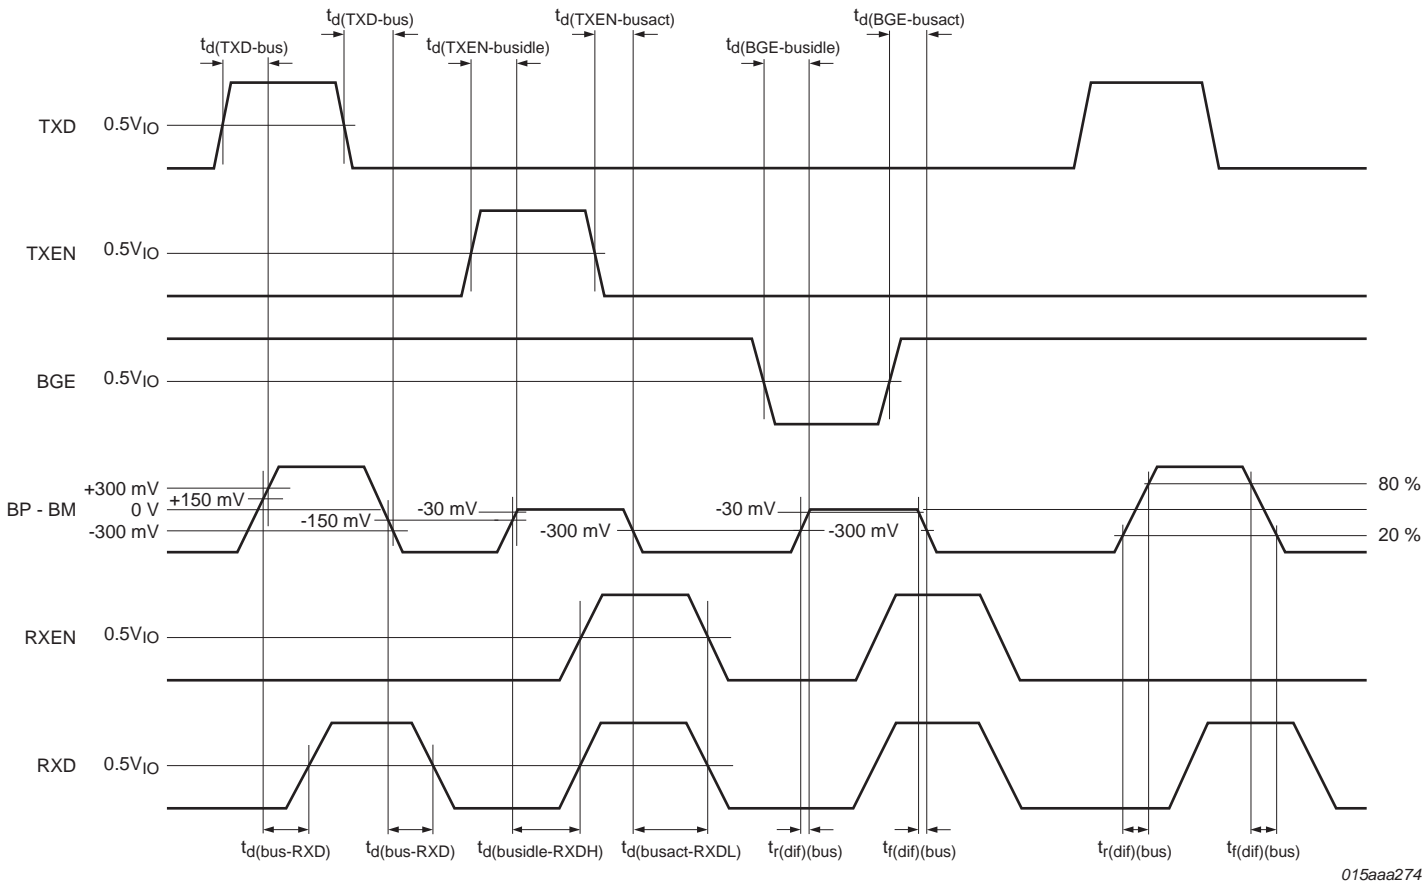 td(TXD-bus) td(TXEN-busact) td(BGE-busact)
td(TXD-bus) td(TXEN-busidle) td(BGE-busidle)
TXD 0.5VIO
TXEN 0.5VIO
BGE 0.5VIO
BP - BM
+300 mV
+150 mV
0 V
-300 mV
-150 mV
-30 mV
-300 mV
-30 mV
-300 mV
80 %
20 %
RXEN 0.5VIO
RXD 0.5VIO
td(bus-RXD) td(bus-RXD) td(busidle-RXDH) td(busact-RXDL) tr(dif)(bus) tf(dif)(bus) tr(dif)(bus) tf(dif)(bus)
015aaa274